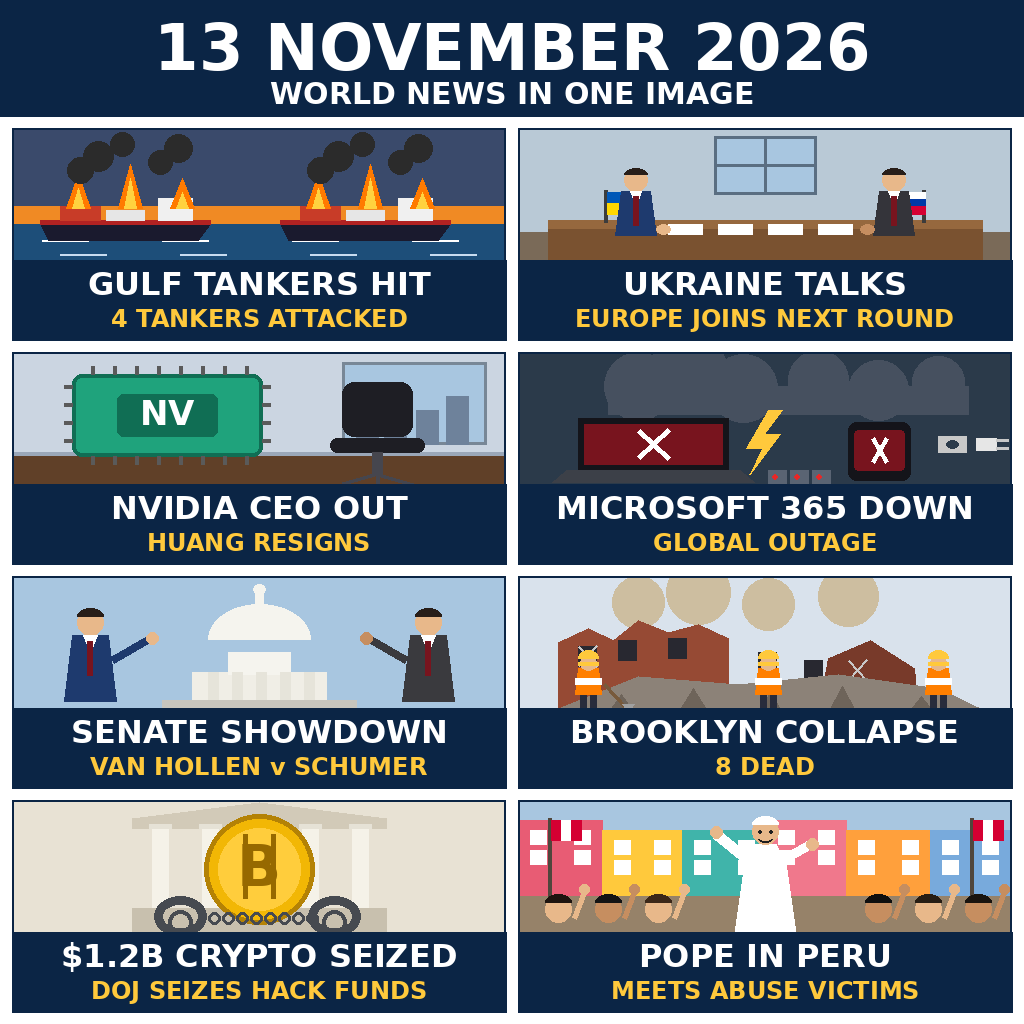 13 NOVEMBER 2026
WORLD NEWS IN ONE IMAGE
GULF TANKERS HIT
4 TANKERS ATTACKED
UKRAINE TALKS
EUROPE JOINS NEXT ROUND
NV
NVIDIA CEO OUT
HUANG RESIGNS
MICROSOFT 365 DOWN
GLOBAL OUTAGE
SENATE SHOWDOWN
VAN HOLLEN v SCHUMER
BROOKLYN COLLAPSE
8 DEAD
B
$1.2B CRYPTO SEIZED
DOJ SEIZES HACK FUNDS
POPE IN PERU
MEETS ABUSE VICTIMS